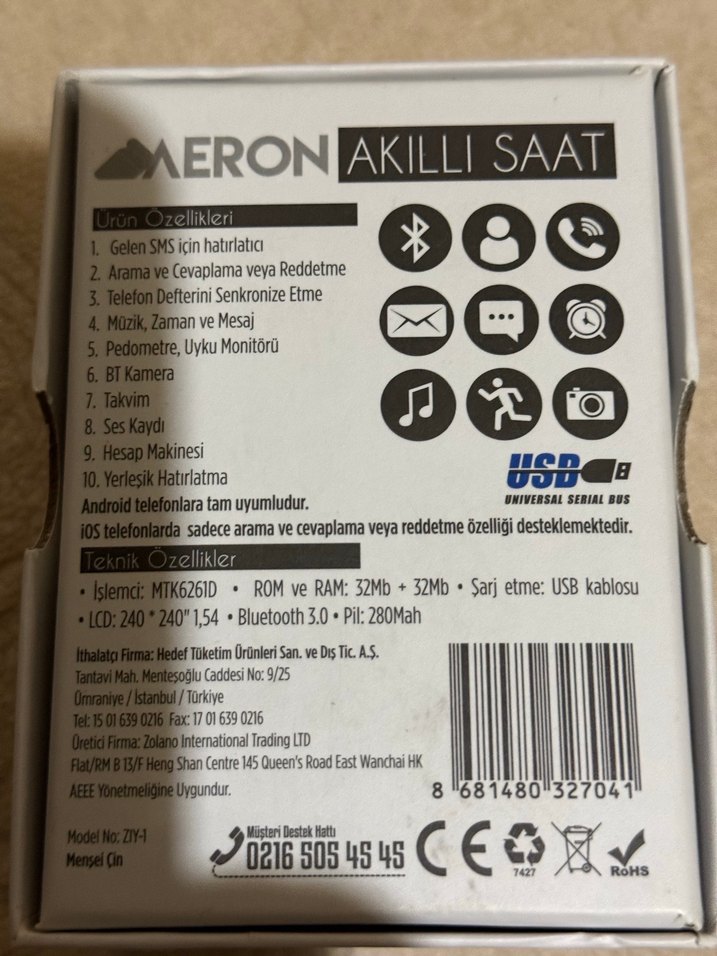 AERON AKILLI SAAT
Ürün Özellikleri
1. Gelen SMS için hatırlatıcı
2. Arama ve Cevaplama veya Reddetme
3. Telefon Defterini Senkronize Etme
4. Müzik, Zaman ve Mesaj
5. Pedometre, Uyku Monitörü
6. BT Kamera
7. Takvim
8. Ses Kaydı
9. Hesap Makinesi
10. Yerleşik Hatırlatma
USB
UNIVERSAL SERIAL BUS
Android telefonlara tam uyumludur.
iOS telefonlarda sadece arama ve cevaplama veya reddetme özelliği desteklemektedir.
Teknik Özellikler
• İşlemci: MTK6261D • ROM ve RAM: 32Mb + 32Mb • Şarj etme: USB kablosu
• LCD: 240 * 240" 1,54 • Bluetooth 3.0 • Pil: 280Mah
İthalatçı Firma: Hedef Tüketim Ürünleri San. ve Dış Tic. A.Ş.
Tantavi Mah. Menteşoğlu Caddesi No: 9/25
Ümraniye / İstanbul / Türkiye
Tel: 15 01 639 0216 Fax: 17 01 639 0216
Üretici Firma: Zolano International Trading LTD
Flat/RM B 13/F Heng Shan Centre 145 Queen's Road East Wanchai HK
AEEE Yönetmeliğine Uygundur.
8 681480 327041
Model No: ZIY-1
Menşei Çin
Müşteri Destek Hattı
0216 505 45 45
CE
7427
RoHS